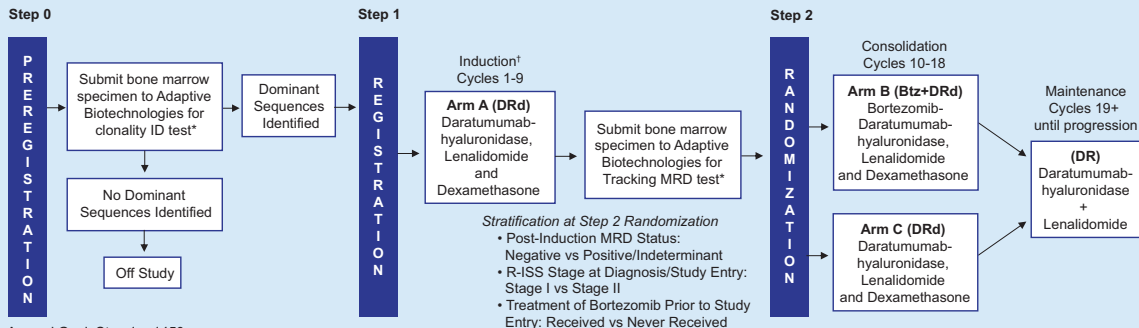 Step 0
Step 1
Step 2
PREREGISTRATION
Submit bone marrow
specimen to Adaptive
Biotechnologies for
clonality ID test*
Dominant
Sequences
Identified
No Dominant
Sequences Identified
Off Study
REGISTRATION
Induction†
Cycles 1-9
Arm A (DRd)
Daratumumab-
hyaluronidase,
Lenalidomide
and
Dexamethasone
Submit bone marrow
specimen to Adaptive
Biotechnologies for
Tracking MRD test*
Stratification at Step 2 Randomization
• Post-Induction MRD Status:
Negative vs Positive/Indeterminant
• R-ISS Stage at Diagnosis/Study Entry:
Stage I vs Stage II
• Treatment of Bortezomib Prior to Study
Entry: Received vs Never Received
RANDOMIZATION
Consolidation
Cycles 10-18
Arm B (Btz+DRd)
Bortezomib-
Daratumumab-
hyaluronidase,
Lenalidomide
and Dexamethasone
Arm C (DRd)
Daratumumab-
hyaluronidase,
Lenalidomide
and Dexamethasone
Maintenance
Cycles 19+
until progression
(DR)
Daratumumab-
hyaluronidase
+
Lenalidomide